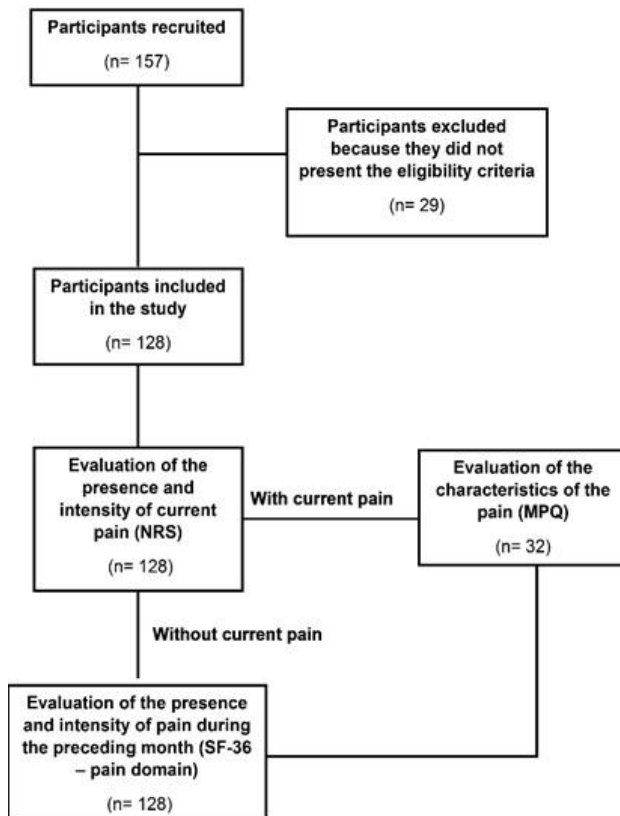 Participants recruited
(n= 157)
Participants excluded
because they did not
present the eligibility criteria
(n= 29)
Participants included
in the study
(n= 128)
Evaluation of the
presence and
intensity of current
pain (NRS)
(n= 128)
With current pain
Evaluation of the
characteristics of the
pain (MPQ)
(n= 32)
Without current pain
Evaluation of the presence
and intensity of pain during
the preceding month (SF-36
– pain domain)
(n= 128)